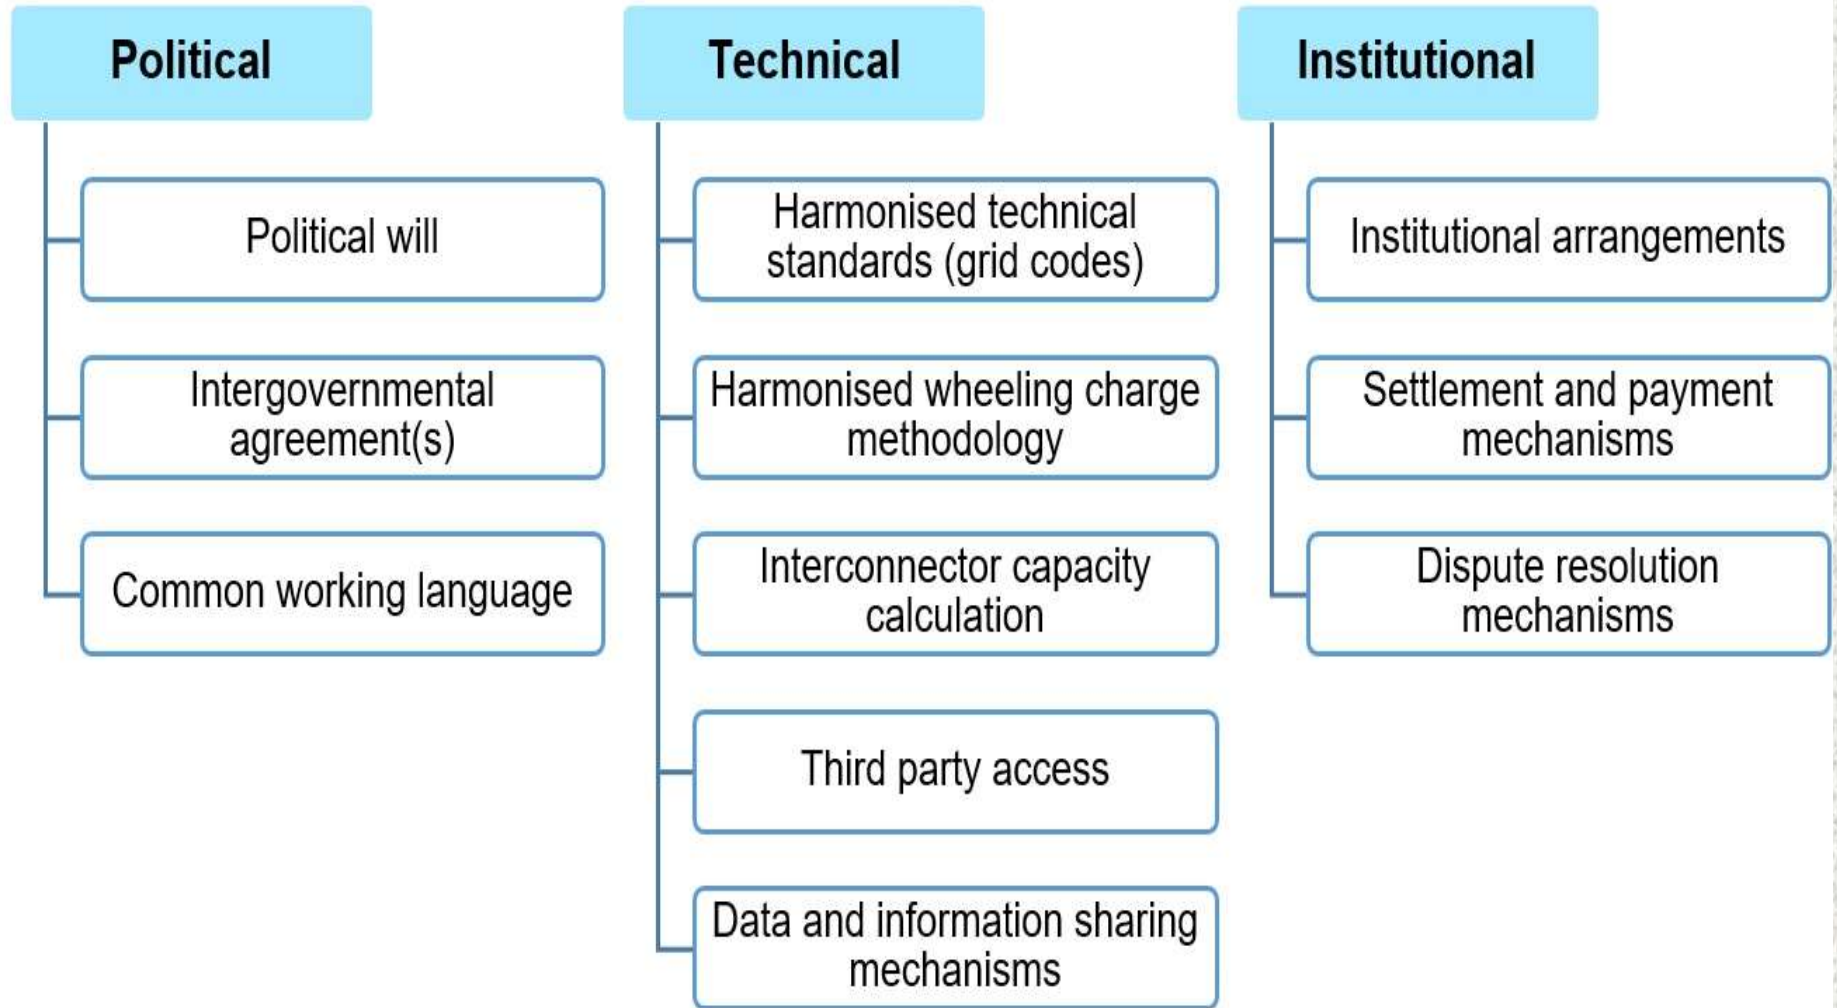 Political
Political will
Intergovernmental
agreement(s)
Common working language
Technical
Harmonised technical
standards (grid codes)
Harmonised wheeling charge
methodology
Interconnector capacity
calculation
Third party access
Data and information sharing
mechanisms
Institutional
Institutional arrangements
Settlement and payment
mechanisms
Dispute resolution
mechanisms